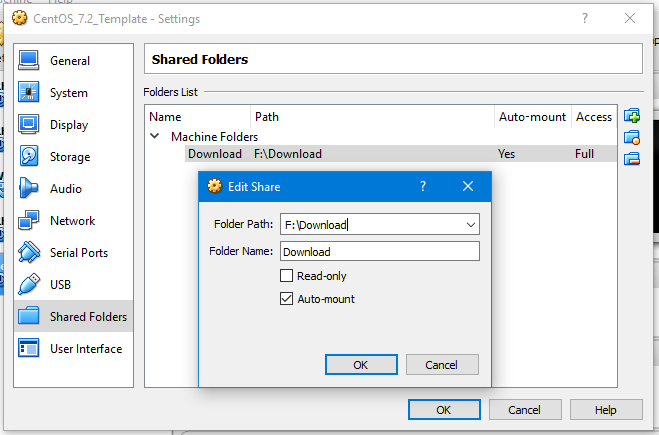 CentOS_7.2_Template - Settings
?
General
System
Display
Storage
Audio
Network
Serial Ports
USB
Shared Folders
User Interface
Shared Folders
Folders List
Name Path Auto-mount Access
Machine Folders
Download F:\Download Yes Full
Edit Share ?
Folder Path: F:\Download
Folder Name: Download
Read-only
Auto-mount
OK Cancel
OK Cancel Help